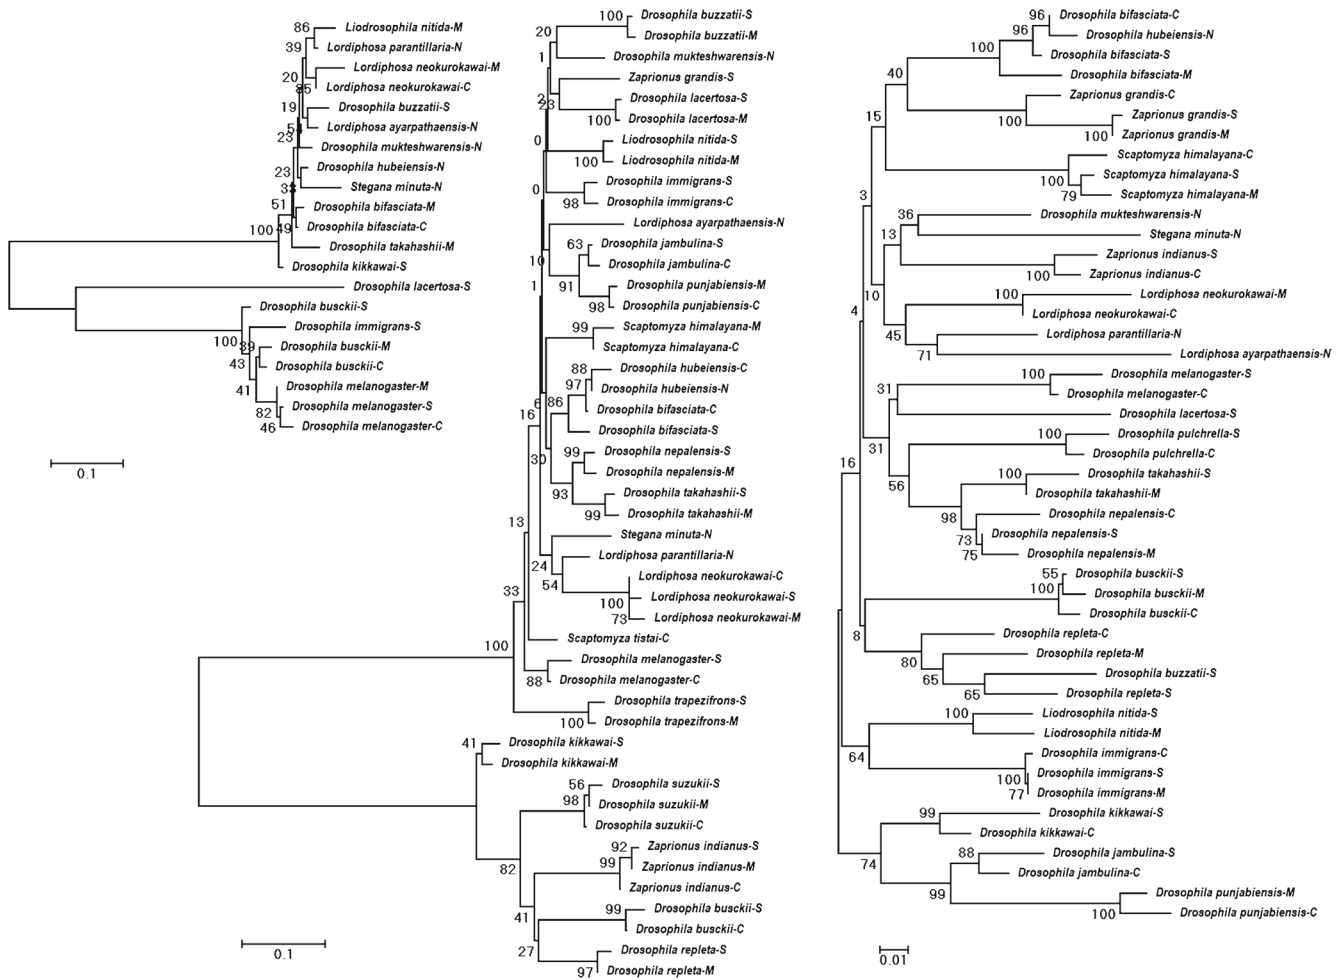 86
Liodrosophila nitida-M
39
Lordiphosa parantillaria-N
Lordiphosa neokurokawai-M
20
Lordiphosa neokurokawai-C
85
19
Drosophila buzzatii-S
54
Lordiphosa ayarpathaensis-N
23
Drosophila mukteshwarensis-N
Drosophila hubeiensis-N
23
Stegana minuta-N
51
Drosophila bifasciata-M
49
Drosophila bifasciata-C
100
Drosophila takahashii-M
Drosophila kikkawai-S
Drosophila lacertosa-S
Drosophila busckii-S
Drosophila immigrans-S
100
39
Drosophila busckii-M
43
Drosophila busckii-C
41
Drosophila melanogaster-M
82
Drosophila melanogaster-S
46
Drosophila melanogaster-C
0.1
100
Drosophila buzzatii-S
20
Drosophila buzzatii-M
1
Drosophila mukteshwarensis-N
Zaprionus grandis-S
2
23
Drosophila lacertosa-S
100
Drosophila lacertosa-M
0
Liodrosophila nitida-S
100
Liodrosophila nitida-M
0
Drosophila immigrans-S
98
Drosophila immigrans-C
Lordiphosa ayarpathaensis-N
10
63
Drosophila jambulina-S
Drosophila jambulina-C
91
Drosophila punjabiensis-M
98
Drosophila punjabiensis-C
1
99
Scaptomyza himalayana-M
Scaptomyza himalayana-C
88
Drosophila hubeiensis-C
97
Drosophila hubeiensis-N
6
86
Drosophila bifasciata-C
16
Drosophila bifasciata-S
30
99
Drosophila nepalensis-S
Drosophila nepalensis-M
93
Drosophila takahashii-S
99
Drosophila takahashii-M
13
Stegana minuta-N
24
Lordiphosa parantillaria-N
54
Lordiphosa neokurokawai-C
100
Lordiphosa neokurokawai-S
73
Lordiphosa neokurokawai-M
33
Scaptomyza tistai-C
100
Drosophila melanogaster-S
88
Drosophila melanogaster-C
Drosophila trapezifrons-S
100
Drosophila trapezifrons-M
41
Drosophila kikkawai-S
Drosophila kikkawai-M
56
Drosophila suzukii-S
98
Drosophila suzukii-M
Drosophila suzukii-C
82
92
Zaprionus indianus-S
99
Zaprionus indianus-M
Zaprionus indianus-C
41
99
Drosophila busckii-S
Drosophila busckii-C
27
Drosophila repleta-S
97
Drosophila repleta-M
0.1
96
Drosophila bifasciata-C
96
Drosophila hubeiensis-N
100
Drosophila bifasciata-S
40
Drosophila bifasciata-M
Zaprionus grandis-C
15
100
Zaprionus grandis-S
100
Zaprionus grandis-M
Scaptomyza himalayana-C
100
Scaptomyza himalayana-S
79
Scaptomyza himalayana-M
3
36
Drosophila mukteshwarensis-N
13
Stegana minuta-N
Zaprionus indianus-S
100
Zaprionus indianus-C
10
100
Lordiphosa neokurokawai-M
4
Lordiphosa neokurokawai-C
45
Lordiphosa parantillaria-N
71
Lordiphosa ayarpathaensis-N
31
100
Drosophila melanogaster-S
Drosophila melanogaster-C
Drosophila lacertosa-S
31
100
Drosophila pulchrella-S
Drosophila pulchrella-C
16
56
100
Drosophila takahashii-S
Drosophila takahashii-M
98
Drosophila nepalensis-C
73
Drosophila nepalensis-S
75
Drosophila nepalensis-M
55
Drosophila busckii-S
100
Drosophila busckii-M
Drosophila busckii-C
8
Drosophila repleta-C
80
Drosophila repleta-M
65
Drosophila buzzatii-S
65
Drosophila repleta-S
100
Liodrosophila nitida-S
Liodrosophila nitida-M
64
Drosophila immigrans-C
100
Drosophila immigrans-S
77
Drosophila immigrans-M
99
Drosophila kikkawai-S
Drosophila kikkawai-C
74
88
Drosophila jambulina-S
Drosophila jambulina-C
99
Drosophila punjabiensis-M
100
Drosophila punjabiensis-C
0.01